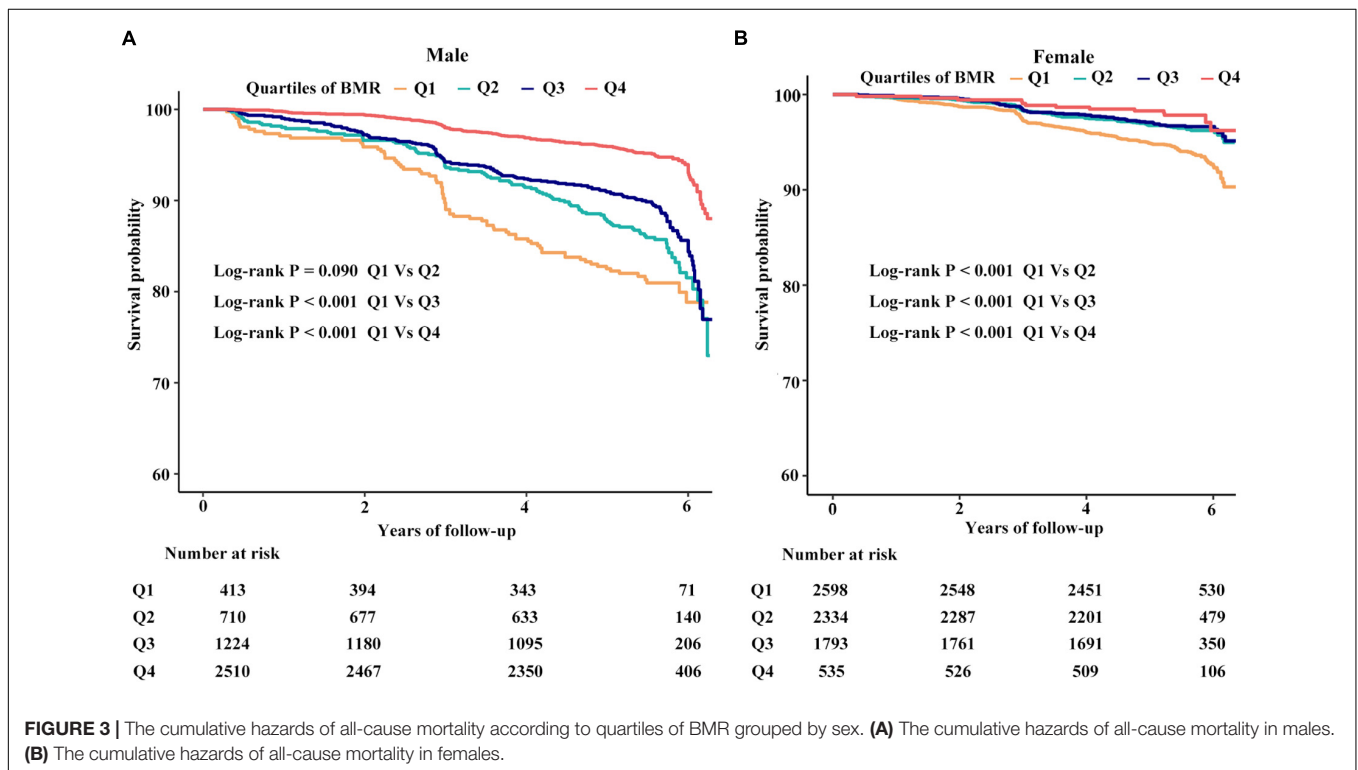 A
Male
Quartiles of BMR Q1 Q2 Q3 Q4
Survival probability
100
90
80
70
60
Log-rank P = 0.090 Q1 Vs Q2
Log-rank P < 0.001 Q1 Vs Q3
Log-rank P < 0.001 Q1 Vs Q4
0 2 4 6
Years of follow-up
Number at risk
Q1 413 394 343 71
Q2 710 677 633 140
Q3 1224 1180 1095 206
Q4 2510 2467 2350 406
B
Female
Quartiles of BMR Q1 Q2 Q3 Q4
Survival probability
100
90
80
70
60
Log-rank P < 0.001 Q1 Vs Q2
Log-rank P < 0.001 Q1 Vs Q3
Log-rank P < 0.001 Q1 Vs Q4
0 2 4 6
Years of follow-up
Number at risk
Q1 2598 2548 2451 530
Q2 2334 2287 2201 479
Q3 1793 1761 1691 350
Q4 535 526 509 106
FIGURE 3 | The cumulative hazards of all-cause mortality according to quartiles of BMR grouped by sex. (A) The cumulative hazards of all-cause mortality in males.
(B) The cumulative hazards of all-cause mortality in females.